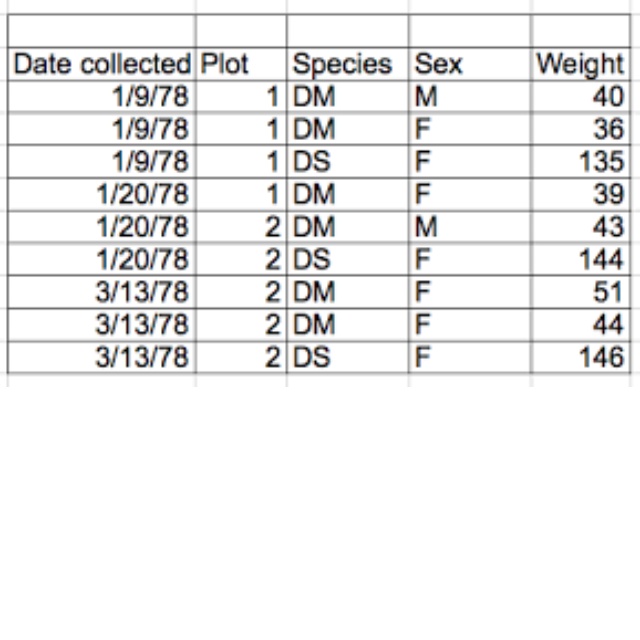 Date collected Plot Species Sex Weight
1/9/78 1 DM M 40
1/9/78 1 DM F 36
1/9/78 1 DS F 135
1/20/78 1 DM F 39
1/20/78 2 DM M 43
1/20/78 2 DS F 144
3/13/78 2 DM F 51
3/13/78 2 DM F 44
3/13/78 2 DS F 146